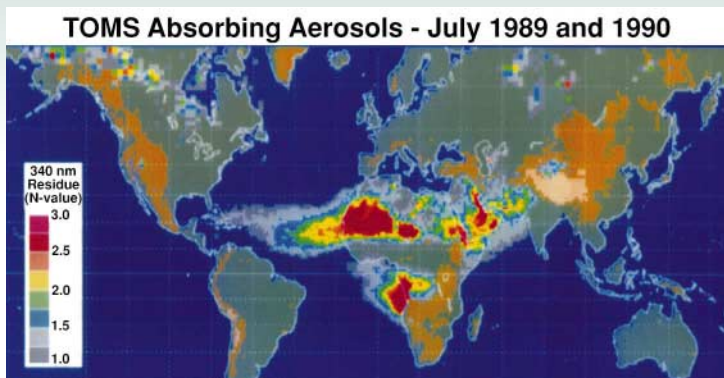 TOMS Absorbing Aerosols - July 1989 and 1990
340 nm
Residue
(N-value)
3.0
2.5
2.0
1.5
1.0